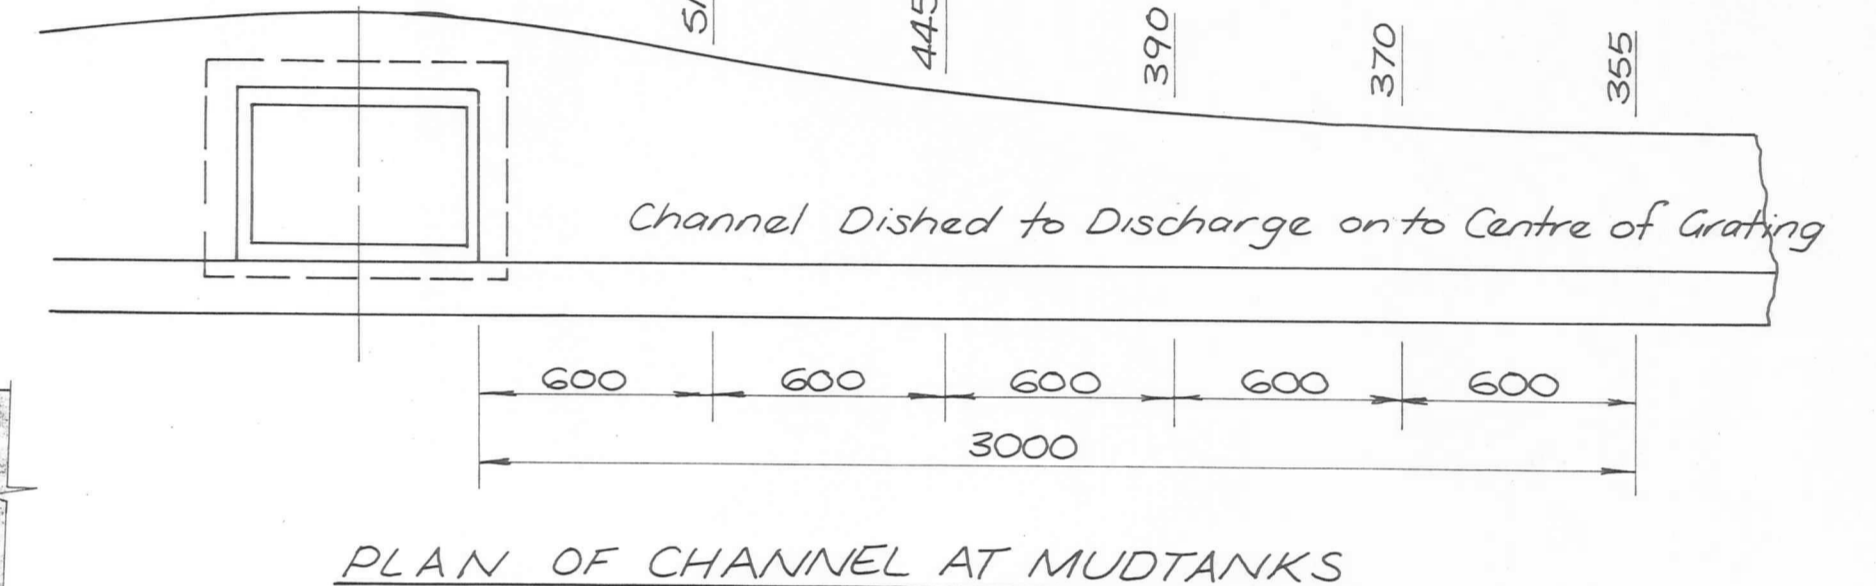 445
390
370
355
Channel Dished to Discharge on to Centre of Grating
600 600 600 600 600
3000
PLAN OF CHANNEL AT MUDTANKS